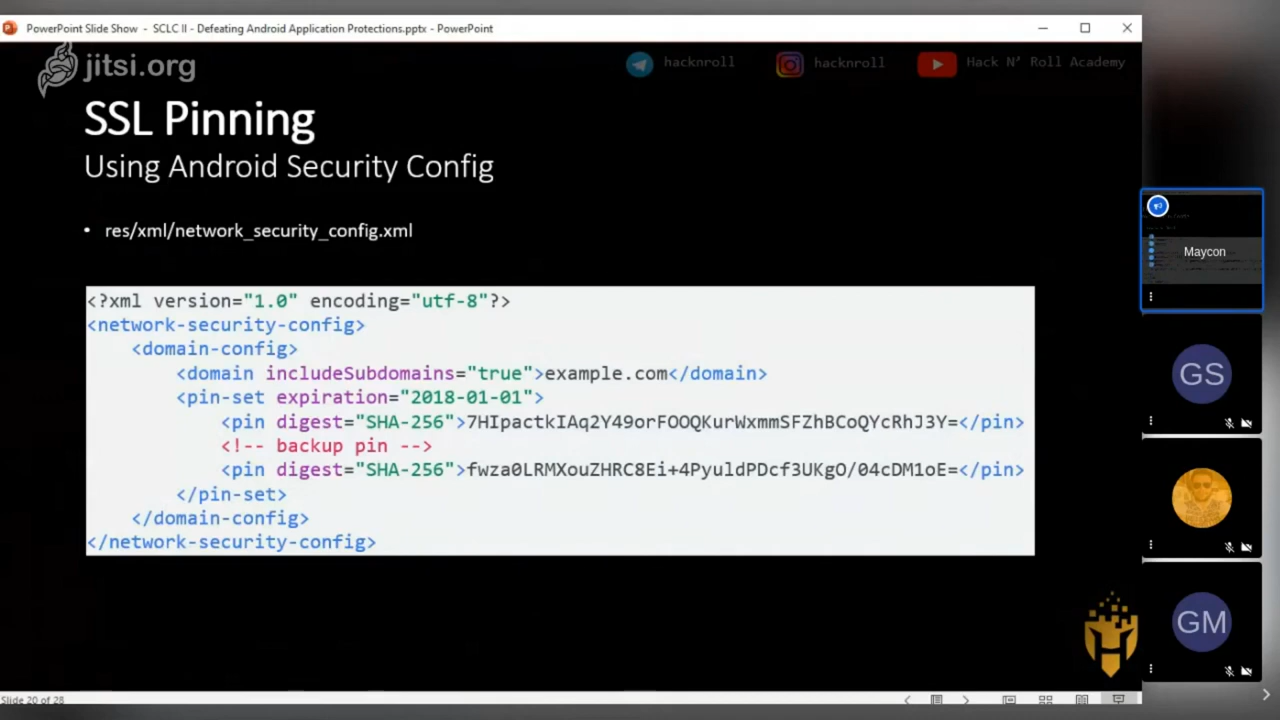 PowerPoint Slide Show - SCLC II - Defeating Android Application Protections.pptx - PowerPoint
jitsi.org
hacknroll
hacknroll
Hack N' Roll Academy
SSL Pinning
Using Android Security Config
• res/xml/network_security_config.xml
<?xml version="1.0" encoding="utf-8"?>
<network-security-config>
<domain-config>
<domain includeSubdomains="true">example.com</domain>
<pin-set expiration="2018-01-01">
<pin digest="SHA-256">7HIpactkIAq2Y49orFOOQKurWxmmSFZhBCoQYcRhJ3Y=</pin>
<!-- backup pin -->
<pin digest="SHA-256">fwza0LRMXouZHRC8Ei+4PyuldPDcf3UKgO/04cDM1oE=</pin>
</pin-set>
</domain-config>
</network-security-config>
Maycon
GS
GM
Slide 20 of 28